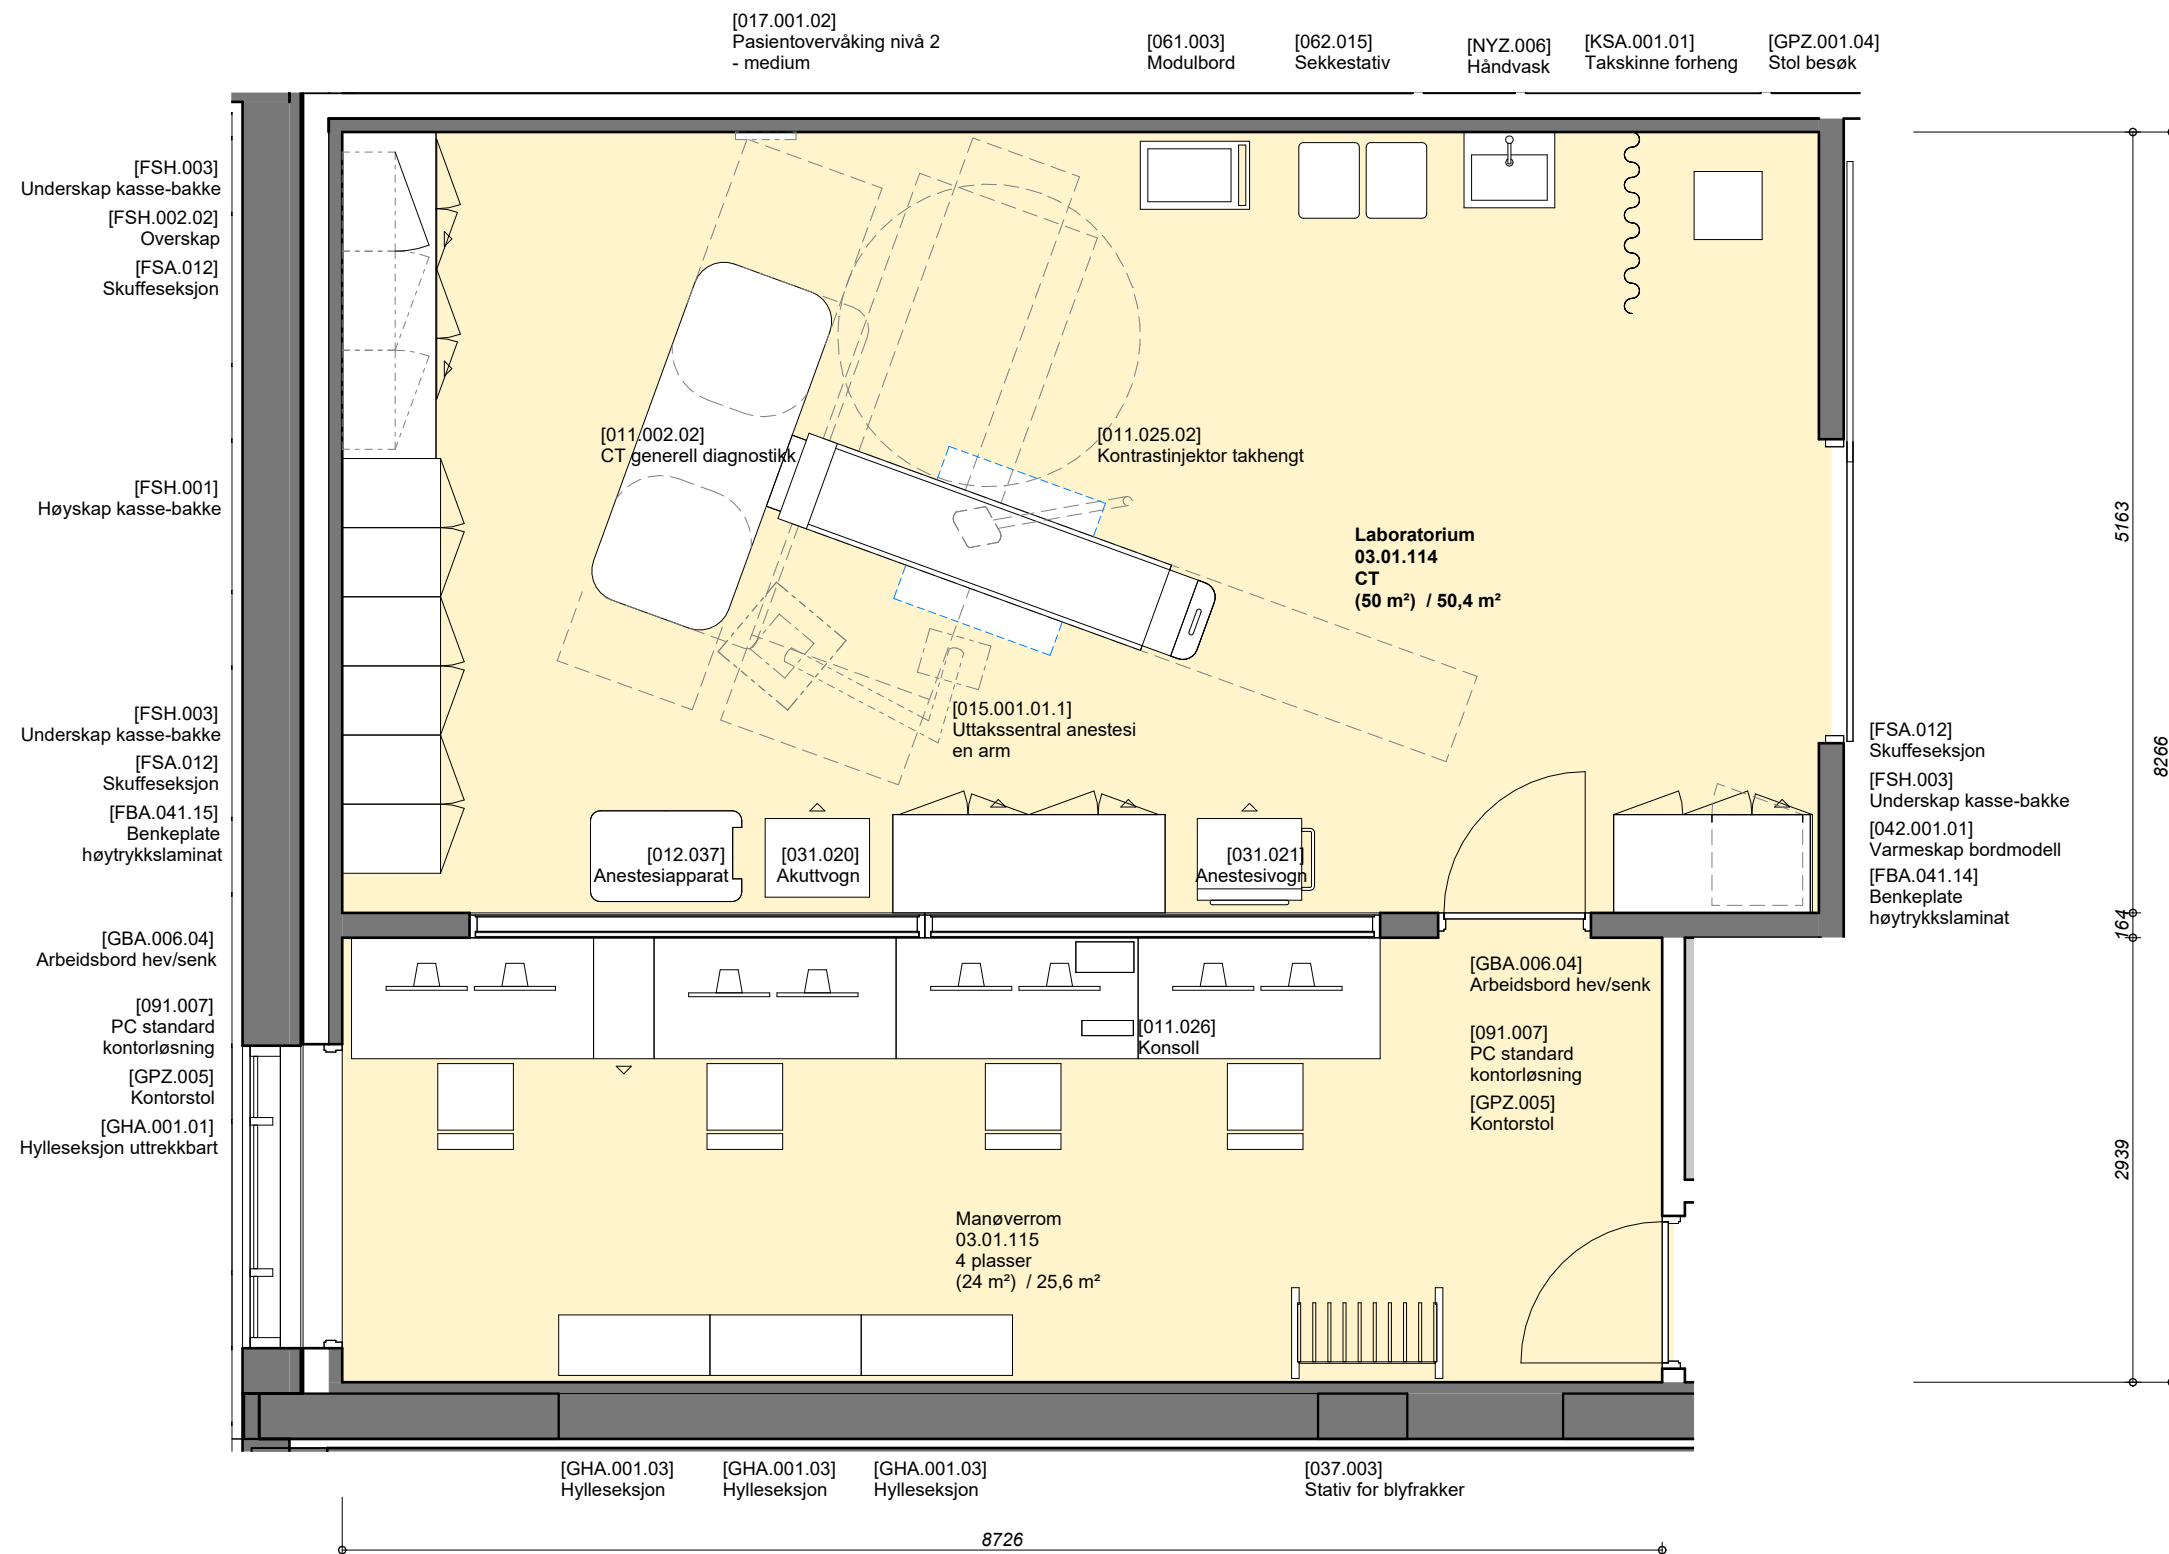 [017.001.02]
Pasientovervåking nivå 2
- medium
[061.003]
Modulbord
[062.015]
Sekkestativ
[NYZ.006]
Håndvask
[KSA.001.01]
Takskinne forheng
[GPZ.001.04]
Stol besøk
[FSH.003]
Underskap kasse-bakke
[FSH.002.02]
Overskap
[FSA.012]
Skuffeseksjon
[FSH.001]
Høyskap kasse-bakke
[FSH.003]
Underskap kasse-bakke
[FSA.012]
Skuffeseksjon
[FBA.041.15]
Benkeplate
høytrykkslaminat
[GBA.006.04]
Arbeidsbord hev/senk
[091.007]
PC standard
kontorløsning
[GPZ.005]
Kontorstol
[GHA.001.01]
Hylleseksjon uttrekkbart
[011.002.02]
CT generell diagnostikk
[011.025.02]
Kontrastinjektor takhengt
Laboratorium
03.01.114
CT
(50 m²) / 50,4 m²
[015.001.01.1]
Uttakssentral anestesi
en arm
[012.037]
Anestesiapparat
[031.020]
Akuttvogn
[031.021]
Anestesivogn
[FSA.012]
Skuffeseksjon
[FSH.003]
Underskap kasse-bakke
[042.001.01]
Varmeskap bordmodell
[FBA.041.14]
Benkeplate
høytrykkslaminat
[011.026]
Konsoll
[GBA.006.04]
Arbeidsbord hev/senk
[091.007]
PC standard
kontorløsning
[GPZ.005]
Kontorstol
Manøverrom
03.01.115
4 plasser
(24 m²) / 25,6 m²
[GHA.001.03]
Hylleseksjon
[GHA.001.03]
Hylleseksjon
[GHA.001.03]
Hylleseksjon
[037.003]
Stativ for blyfrakker
8726
5163
164
2939
8266